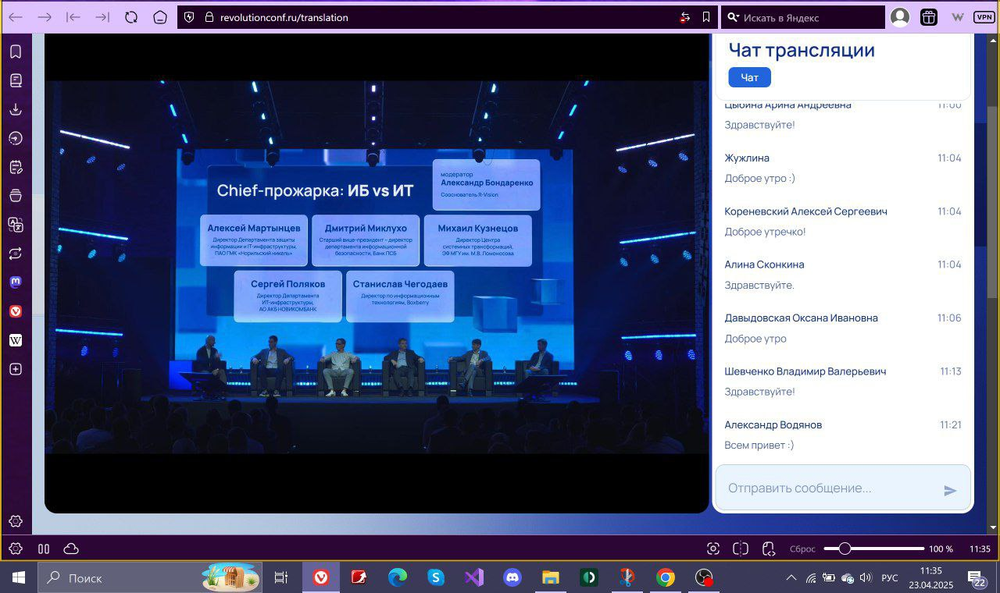 revolutionconf.ru/translation
Искать в Яндекс
VPN
модератор
Александр Бондаренко
Сооснователь R-Vision
Chief-прожарка: ИБ vs ИТ
Алексей Мартынцев
Директор Департамента защиты
информации и IT-инфраструктуры,
ПАО ГМК «Норильский никель»
Дмитрий Миклухо
Старший вице-президент – директор
департамента информационной
безопасности, Банк ПСБ
Михаил Кузнецов
Директор Центра
системных трансформаций,
ЭФ МГУ им. М.В. Ломоносова
Сергей Поляков
Директор Департамента
ИТ-инфраструктуры,
АО АКБ НОВИКОМБАНК
Станислав Чегодаев
Директор по информационным
технологиям, Boxberry
Чат трансляции
Чат
Цыбина Арина Андреевна 11:00
Здравствуйте!
Жужлина 11:04
Доброе утро :)
Кореневский Алексей Сергеевич 11:04
Доброе утречко!
Алина Сконкина 11:04
Здравствуйте.
Давыдовская Оксана Ивановна 11:06
Доброе утро
Шевченко Владимир Валерьевич 11:13
Здравствуйте!
Александр Водянов 11:21
Всем привет :)
Отправить сообщение...
Сброс 100 % 11:35
Поиск
РУС
11:35
23.04.2025
22